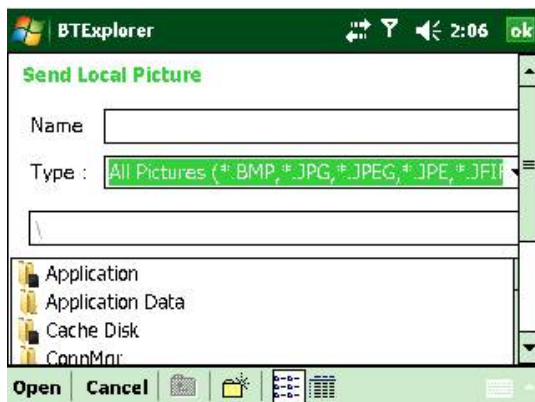 BTExplorer 2:06 ok
Send Local Picture
Name
Type : All Pictures (*.BMP,*.JPG,*.JPEG,*.JPE,*.JFIF
\
Application
Application Data
Cache Disk
ConnMgr
Open Cancel